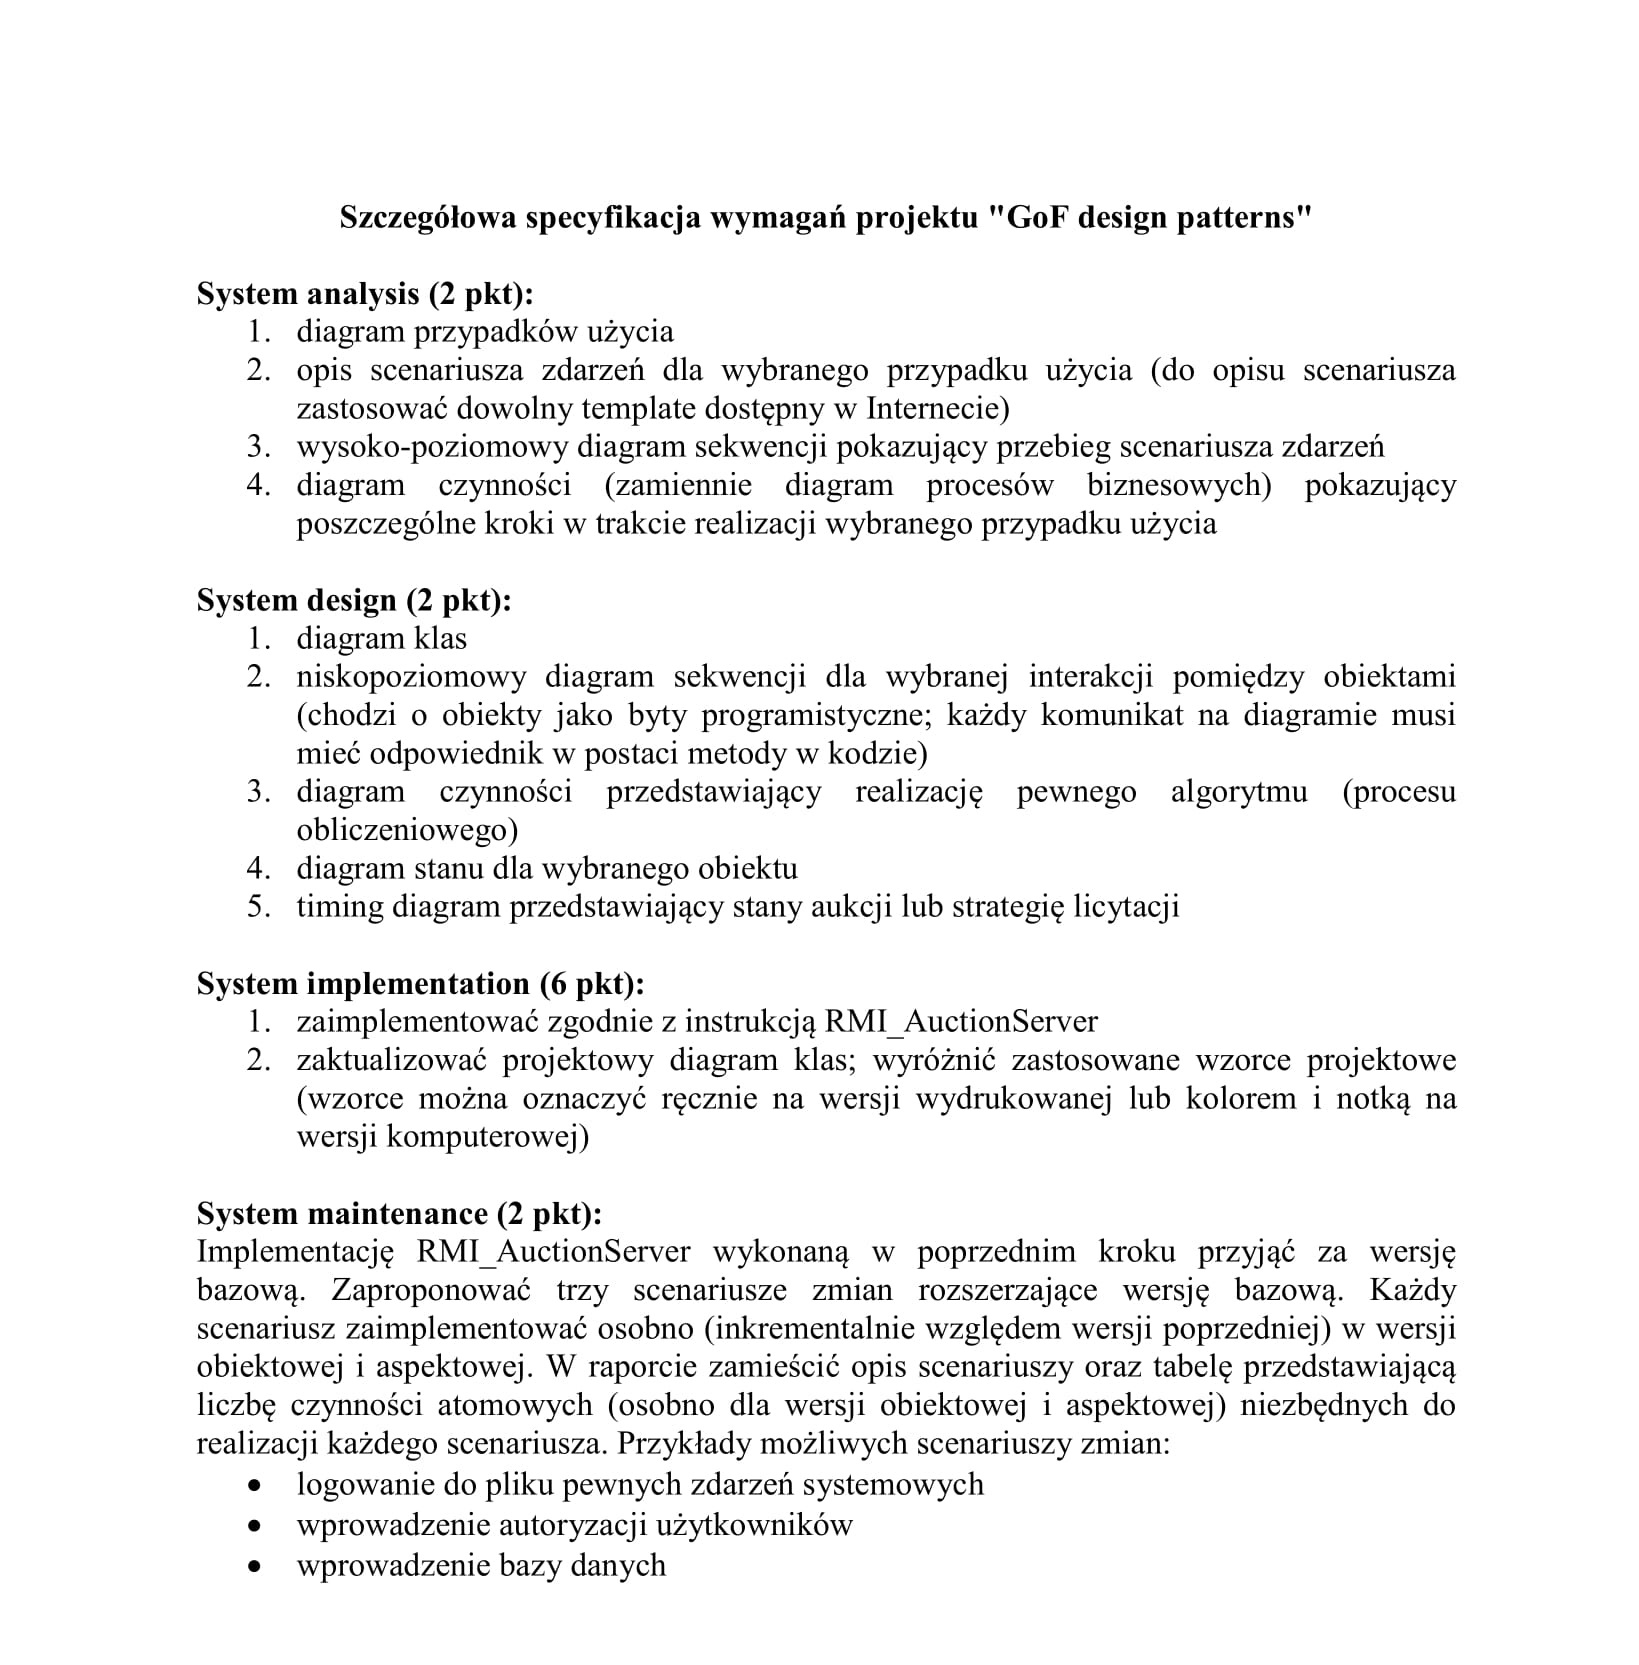 Szczegółowa specyfikacja wymagań projektu "GoF design patterns"
System analysis (2 pkt):
1. diagram przypadków użycia
2. opis scenariusza zdarzeń dla wybranego przypadku użycia (do opisu scenariusza
zastosować dowolny template dostępny w Internecie)
3. wysoko-poziomowy diagram sekwencji pokazujący przebieg scenariusza zdarzeń
4. diagram czynności (zamiennie diagram procesów biznesowych) pokazujący
poszczególne kroki w trakcie realizacji wybranego przypadku użycia
System design (2 pkt):
1. diagram klas
2. niskopoziomowy diagram sekwencji dla wybranej interakcji pomiędzy obiektami
(chodzi o obiekty jako byty programistyczne; każdy komunikat na diagramie musi
mieć odpowiednik w postaci metody w kodzie)
3. diagram czynności przedstawiający realizację pewnego algorytmu (procesu
obliczeniowego)
4. diagram stanu dla wybranego obiektu
5. timing diagram przedstawiający stany aukcji lub strategię licytacji
System implementation (6 pkt):
1. zaimplementować zgodnie z instrukcją RMI_AuctionServer
2. zaktualizować projektowy diagram klas; wyróżnić zastosowane wzorce projektowe
(wzorce można oznaczyć ręcznie na wersji wydrukowanej lub kolorem i notką na
wersji komputerowej)
System maintenance (2 pkt):
Implementację RMI_AuctionServer wykonaną w poprzednim kroku przyjąć za wersję
bazową. Zaproponować trzy scenariusze zmian rozszerzające wersję bazową. Każdy
scenariusz zaimplementować osobno (inkrementalnie względem wersji poprzedniej) w wersji
obiektowej i aspektowej. W raporcie zamieścić opis scenariuszy oraz tabelę przedstawiającą
liczbę czynności atomowych (osobno dla wersji obiektowej i aspektowej) niezbędnych do
realizacji każdego scenariusza. Przykłady możliwych scenariuszy zmian:
• logowanie do pliku pewnych zdarzeń systemowych
• wprowadzenie autoryzacji użytkowników
• wprowadzenie bazy danych